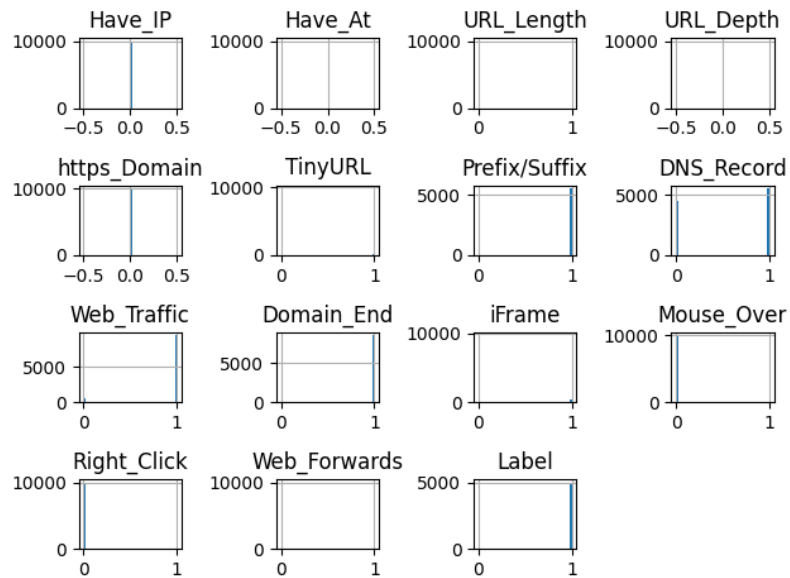 Have_IP Have_At URL_Length URL_Depth
10000 10000 10000 10000
0 0 0 0
−0.5 0.0 0.5 −0.5 0.0 0.5 0 1 −0.5 0.0 0.5
https_Domain TinyURL Prefix/Suffix DNS_Record
10000 10000 5000 5000
0 0 0 0
−0.5 0.0 0.5 0 1 0 1 0 1
Web_Traffic Domain_End iFrame Mouse_Over
5000 5000 10000 10000
0 0 0 0
0 1 0 1 0 1 0 1
Right_Click Web_Forwards Label
10000 10000 5000
0 0 0
0 1 0 1 0 1